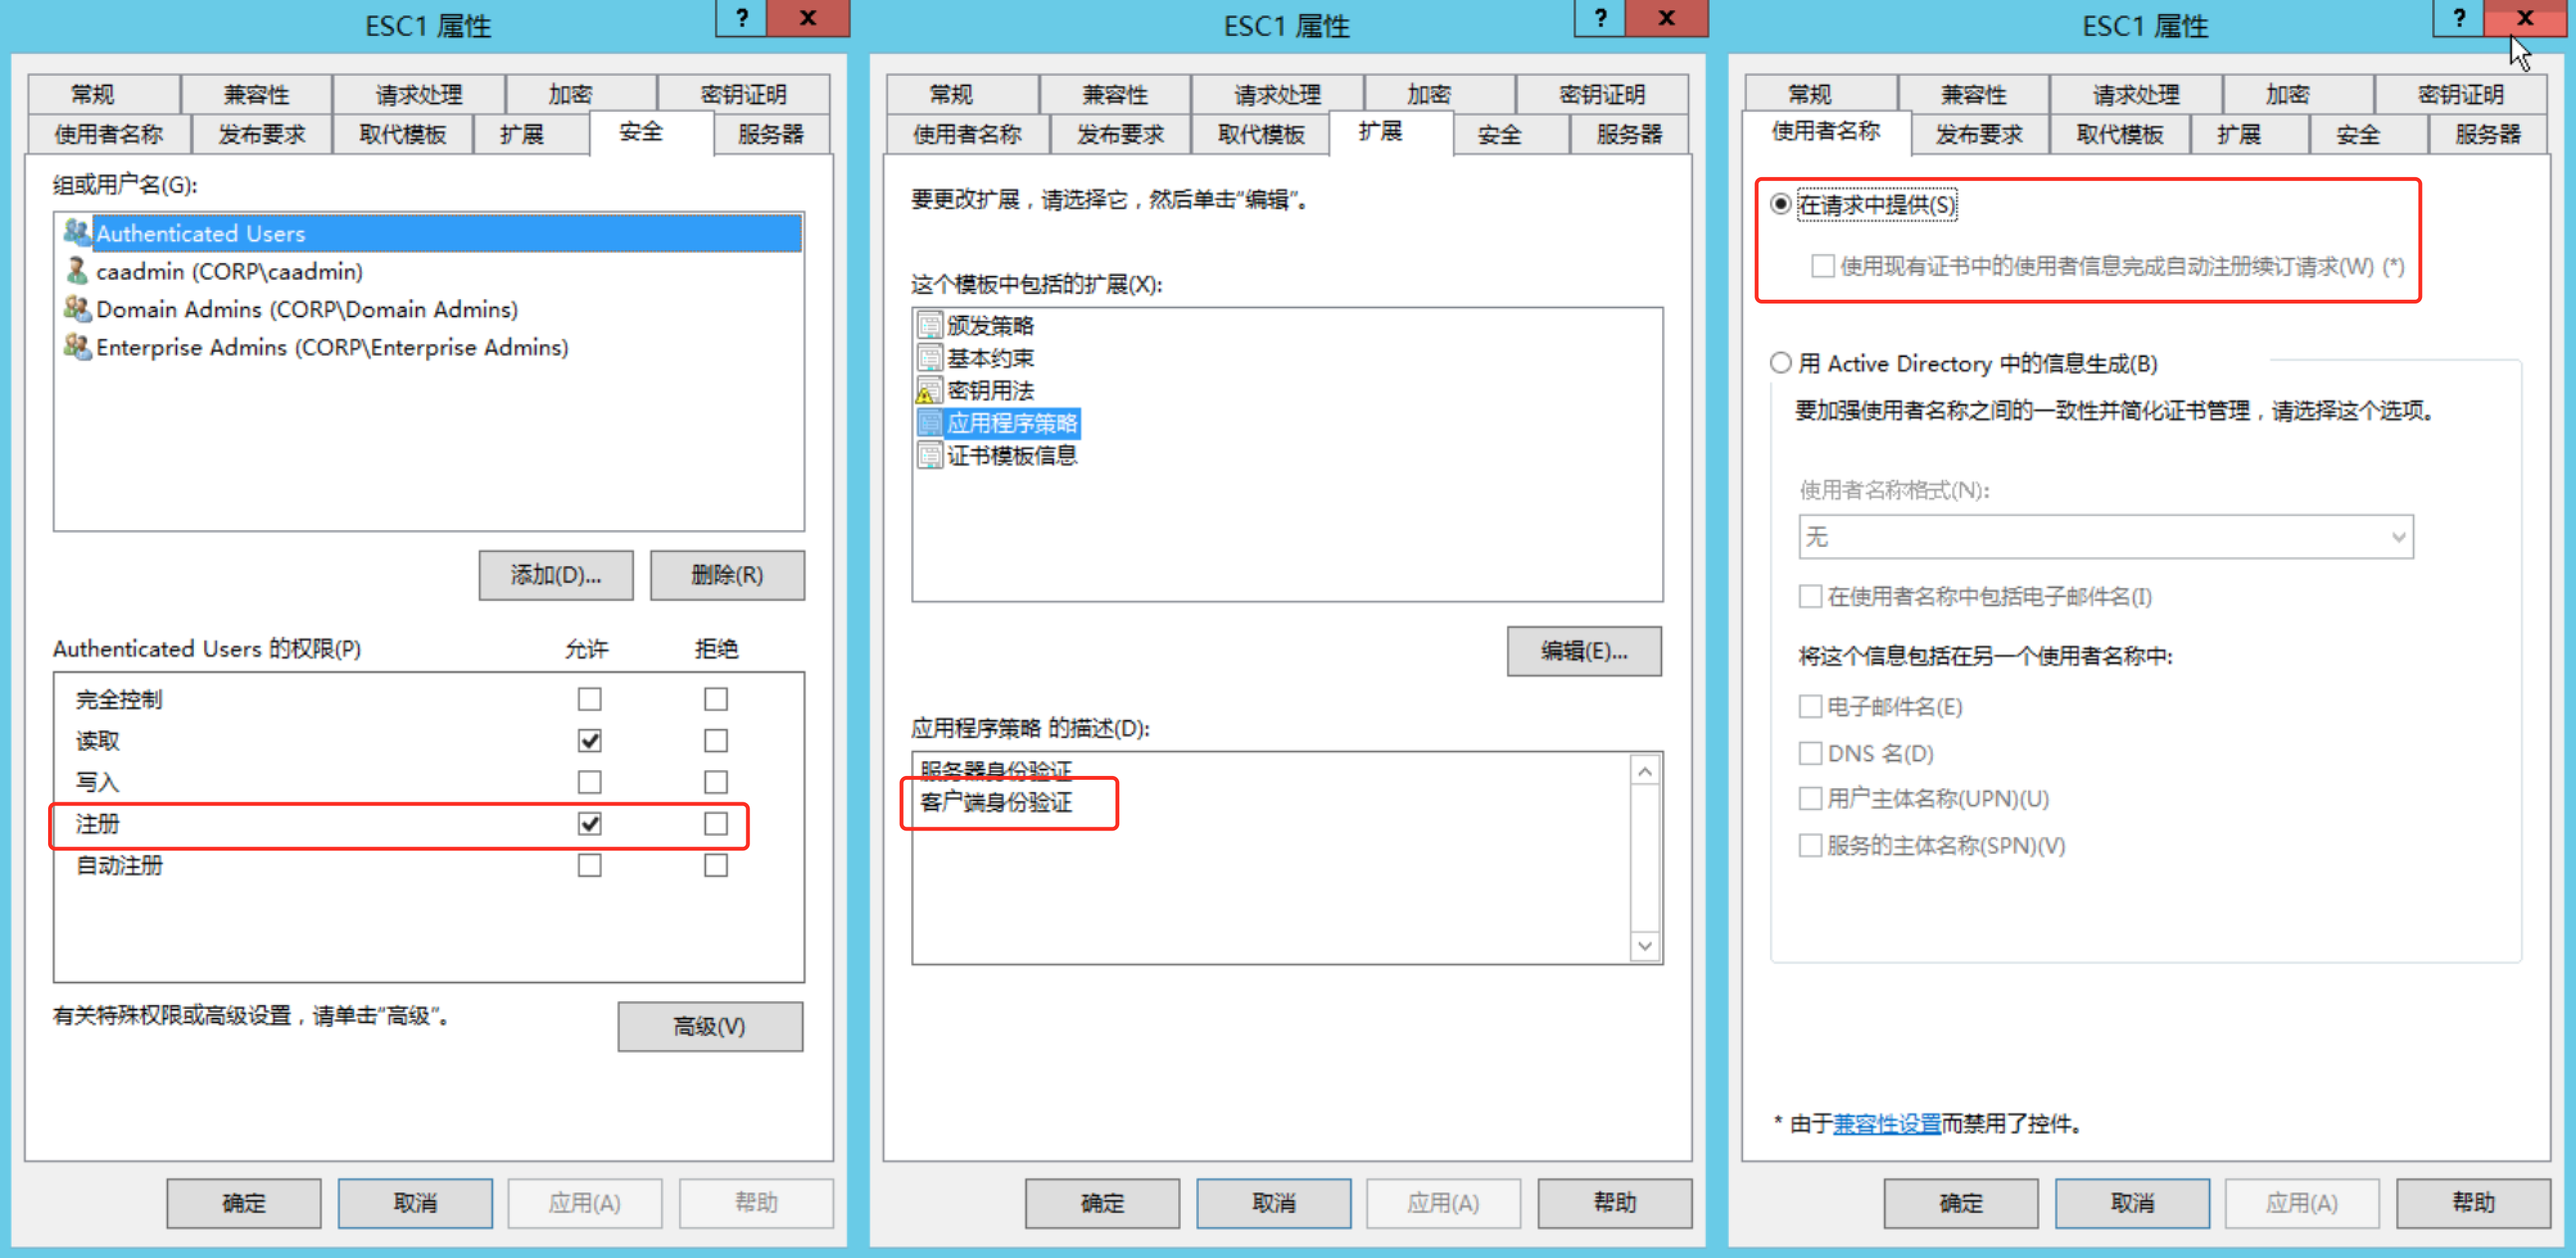 ESC1 属性
?
x
常规
兼容性
请求处理
加密
密钥证明
使用者名称
发布要求
取代模板
扩展
安全
服务器
组或用户名(G):
Authenticated Users
caadmin (CORP\caadmin)
Domain Admins (CORP\Domain Admins)
Enterprise Admins (CORP\Enterprise Admins)
添加(D)...
删除(R)
Authenticated Users 的权限(P)
允许
拒绝
完全控制
读取
写入
注册
自动注册
有关特殊权限或高级设置，请单击“高级”。
高级(V)
确定
取消
应用(A)
帮助
ESC1 属性
?
x
常规
兼容性
请求处理
加密
密钥证明
使用者名称
发布要求
取代模板
扩展
安全
服务器
要更改扩展，请选择它，然后单击“编辑”。
这个模板中包括的扩展(X):
颁发策略
基本约束
密钥用法
应用程序策略
证书模板信息
编辑(E)...
应用程序策略 的描述(D):
服务器身份验证
客户端身份验证
确定
取消
应用(A)
帮助
ESC1 属性
?
x
常规
兼容性
请求处理
加密
密钥证明
使用者名称
发布要求
取代模板
扩展
安全
服务器
在请求中提供(S)
使用现有证书中的使用者信息完成自动注册续订请求(W) (*)
用 Active Directory 中的信息生成(B)
要加强使用者名称之间的一致性并简化证书管理，请选择这个选项。
使用者名称格式(N):
无
在使用者名称中包括电子邮件名(I)
将这个信息包括在另一个使用者名称中:
电子邮件名(E)
DNS 名(D)
用户主体名称(UPN)(U)
服务的主体名称(SPN)(V)
* 由于兼容性设置而禁用了控件。
确定
取消
应用(A)
帮助